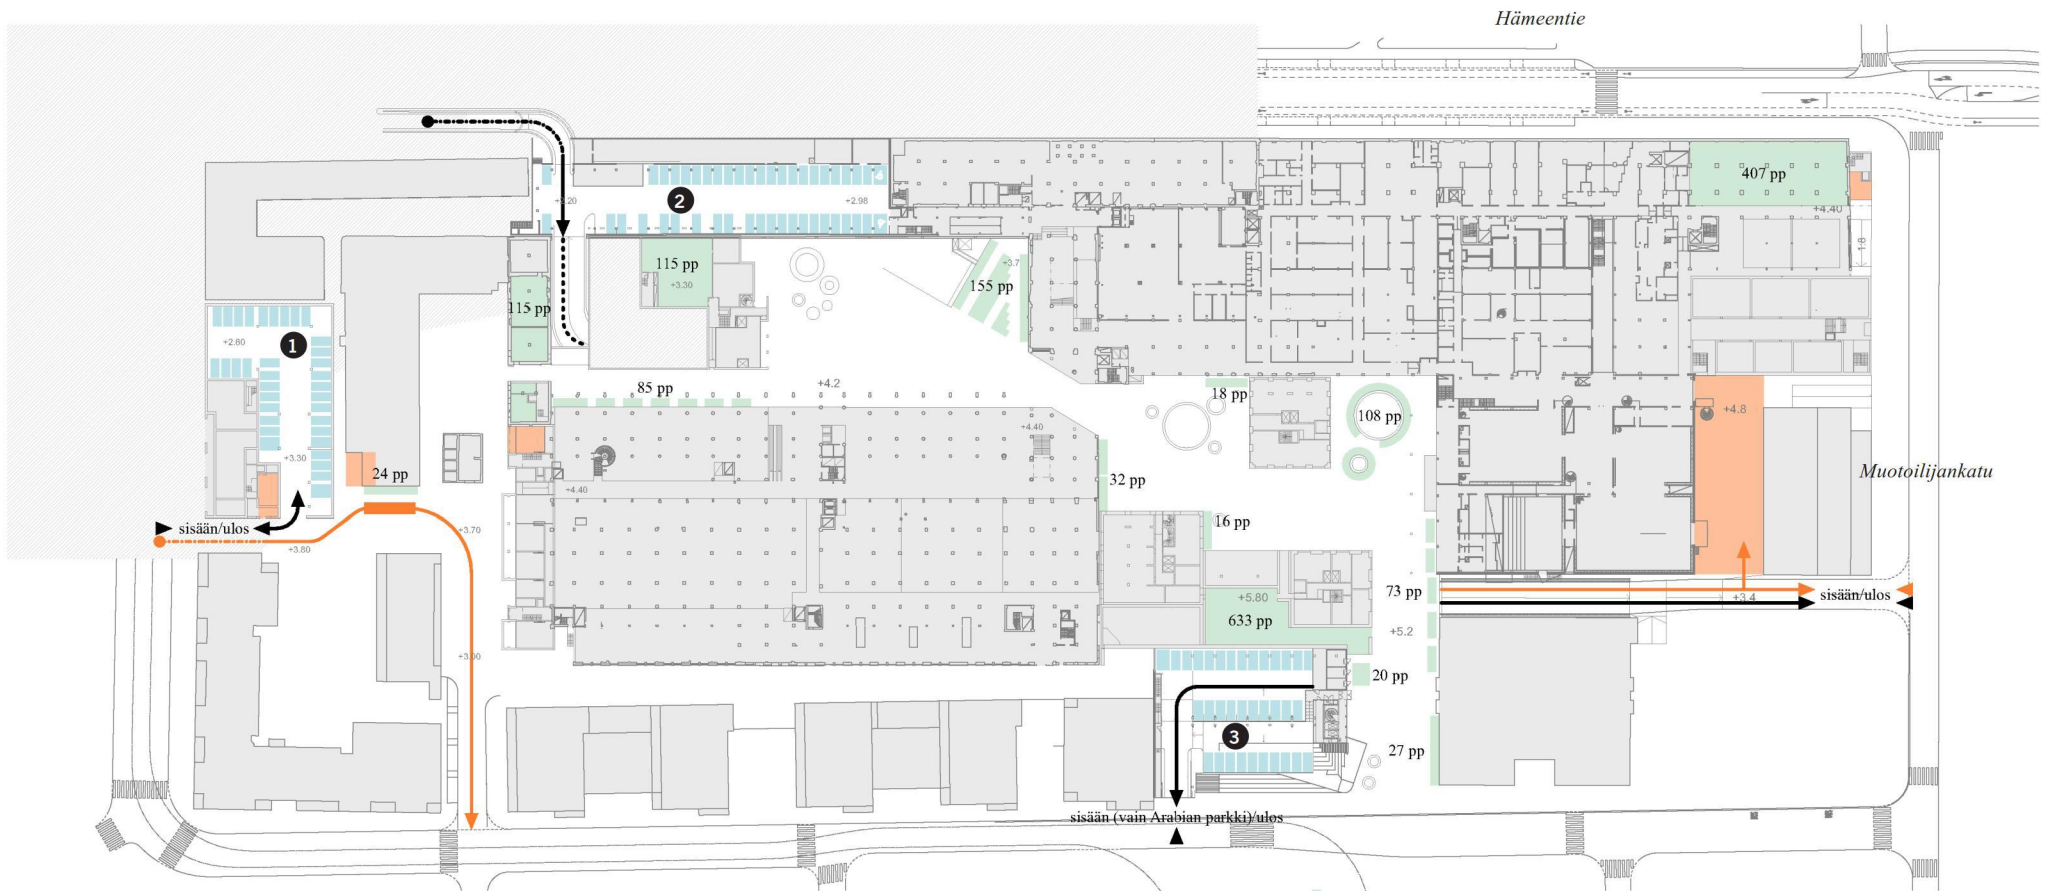 Hämeentie
407 pp
+4.40
1:8
2
+2.98
115 pp
+3.30
155 pp
+3.7
115 pp
1
+2.60
85 pp
+4.2
18 pp
108 pp
+4.8
+4.40
+3.30
24 pp
32 pp
+4.40
Muotoilijankatu
sisään/ulos
+3.80
+3.70
16 pp
73 pp
sisään/ulos
+3.4
+5.80
633 pp
+5.2
+3.00
20 pp
3
27 pp
sisään (vain Arabian parkki)/ulos